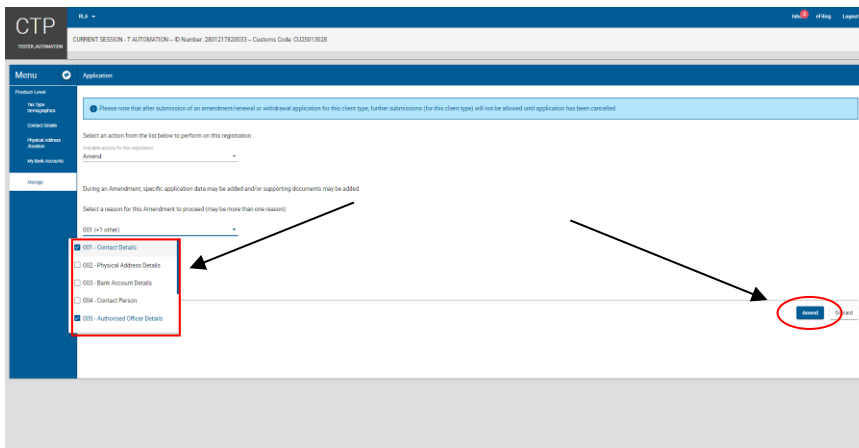 CTP
TESTER, AUTOMATION
RLA
Inbox 2 eFiling Logout
CURRENT SESSION - T AUTOMATION – ID Number: 2801217820033 – Customs Code: CU25013028
Menu
Application
Product Level
Tax Type
Demographics
Contact Details
Physical Address
My Bank Accounts
Manage
Please note that after submission of an amendment/renewal or withdrawal application for this client type, further submissions (for this client type) will not be allowed until application has been cancelled
Select an action from the list below to perform on this registration.
Available actions for this registration
Amend
During an Amendment, specific application data may be added and/or supporting documents may be added.
Select a reason for this Amendment to proceed (may be more than one reason):
001 (+1 other)
001 - Contact Details
002 - Physical Address Details
003 - Bank Account Details
004 - Contact Person
005 - Authorised Officer Details
Amend
Discard